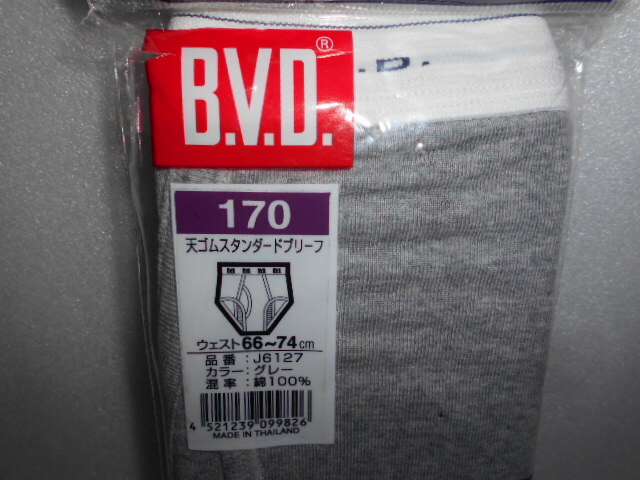 B.V.D.®
B.V.D.
170
天ゴムスタンダードブリーフ
ウェスト66~74cm
品番:J6127
カラー:グレー
混率:綿100%
4 521239 099826
MADE IN THAILAND